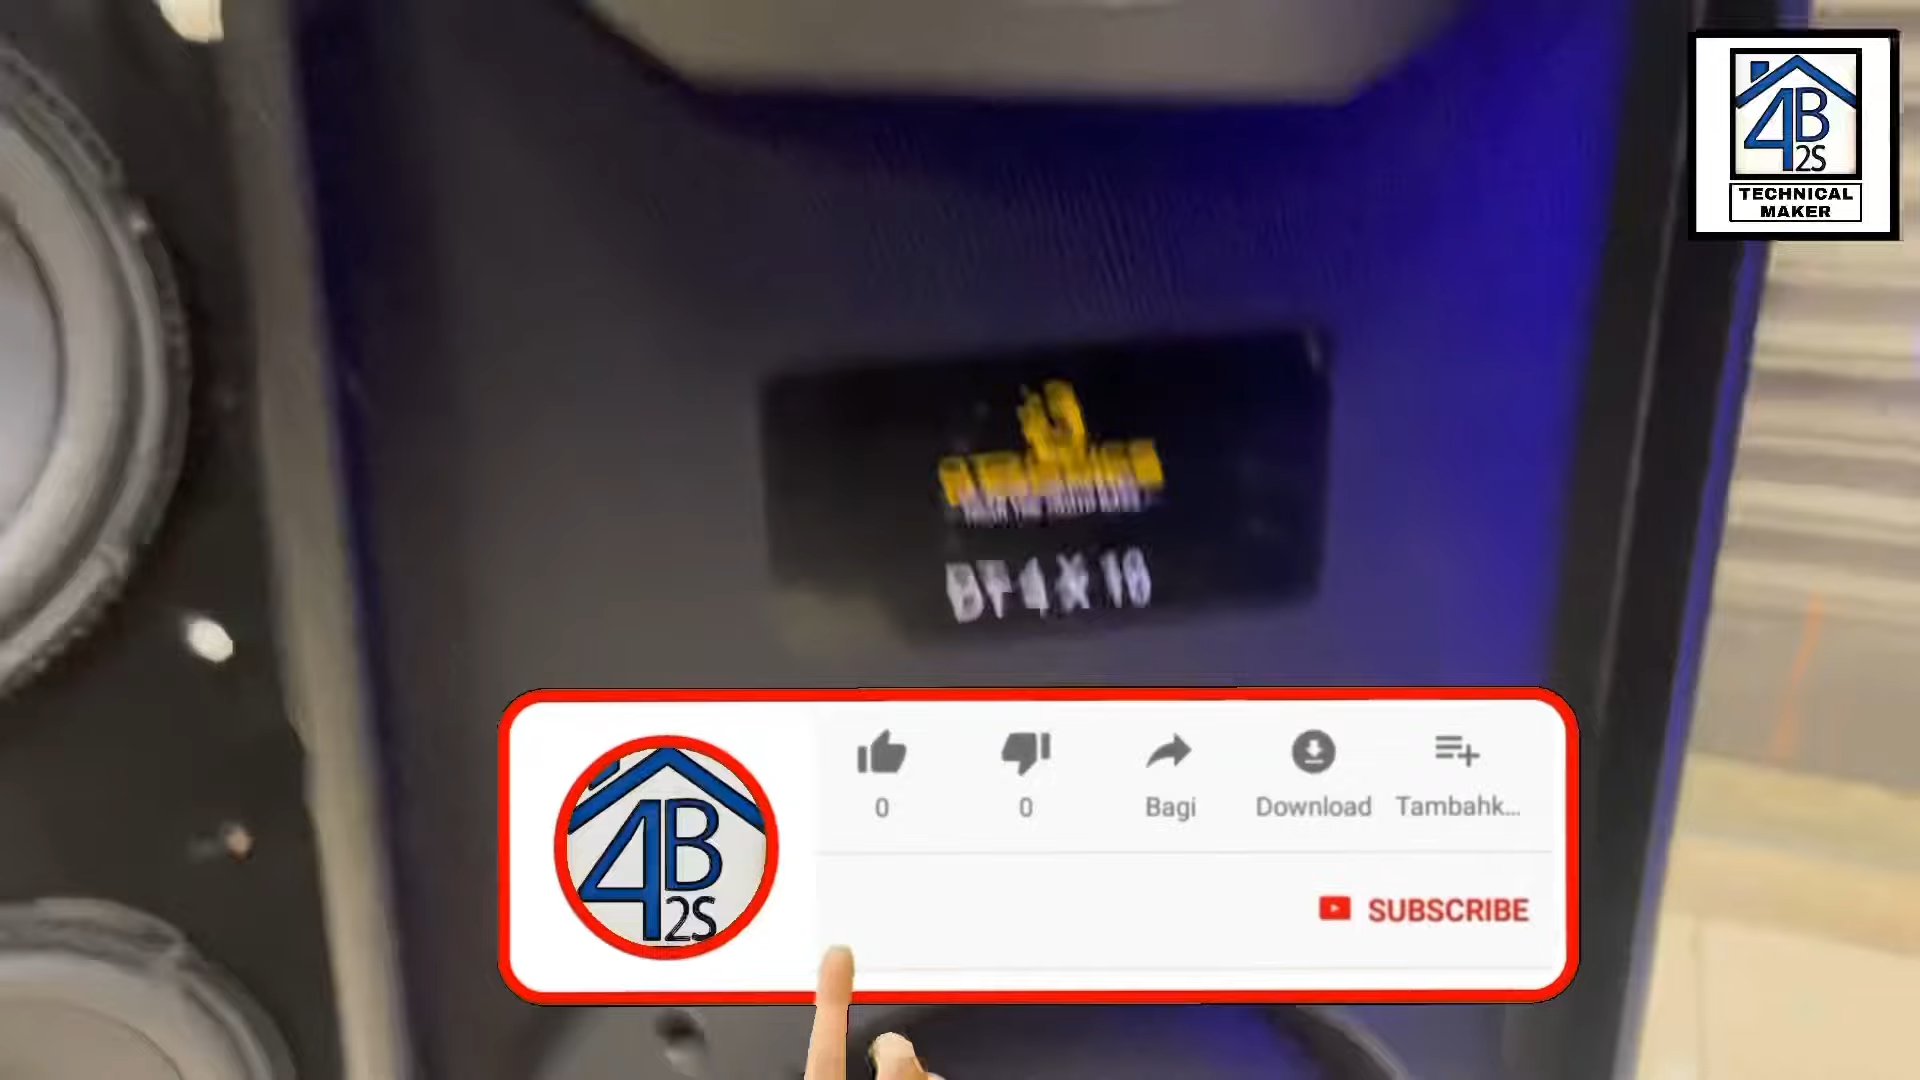 4B
2S
TECHNICAL
MAKER
BF 4 X 18
4B
2S
0
0
Bagi
Download
Tambahk...
SUBSCRIBE